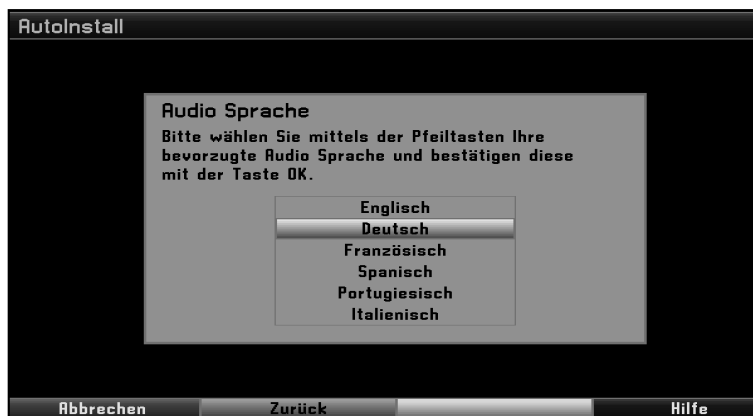 AutoInstall
Audio Sprache
Bitte wählen Sie mittels der Pfeiltasten Ihre
bevorzugte Audio Sprache und bestätigen diese
mit der Taste OK.
Englisch
Deutsch
Französisch
Spanisch
Portugiesisch
Italienisch
Abbrechen Zurück Hilfe